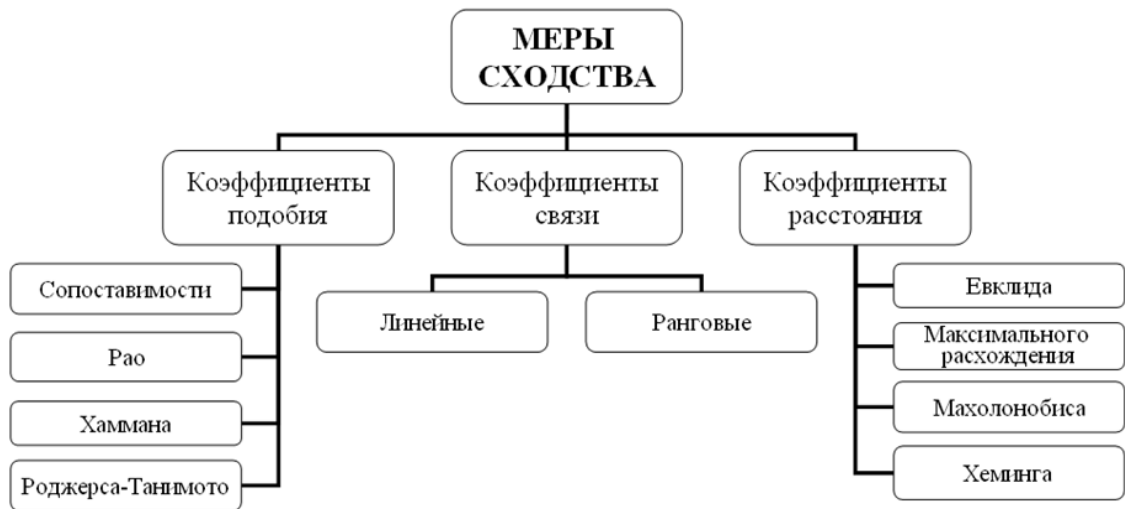 МЕРЫ
СХОДСТВА
Коэффициенты
подобия
Коэффициенты
связи
Коэффициенты
расстояния
Сопоставимости
Рао
Хаммана
Роджерса-Танимото
Линейные
Ранговые
Евклида
Максимального
расхождения
Махолонобиса
Хеминга